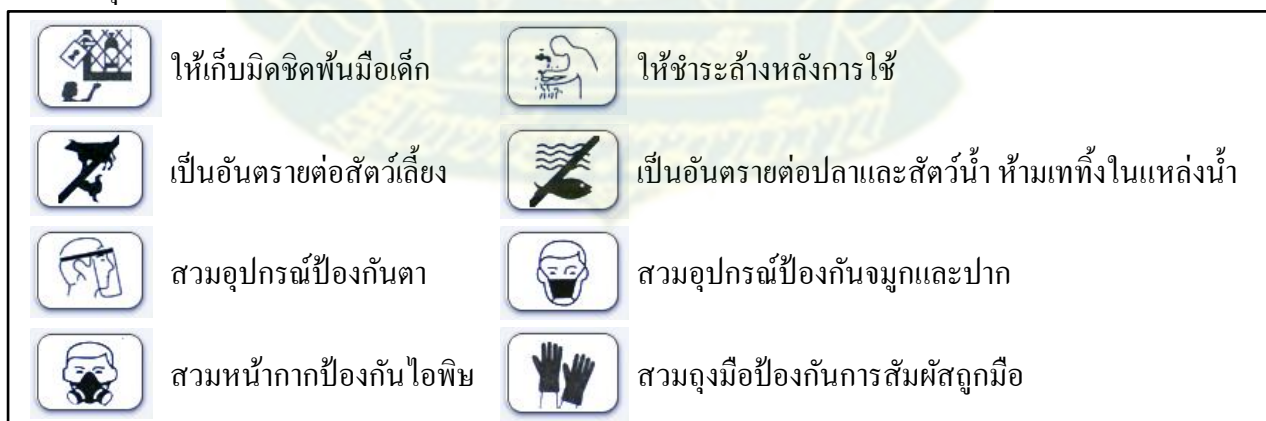 ให้เก็บมิดชิดพ้นมือเด็ก ให้ชำระล้างหลังการใช้
เป็นอันตรายต่อสัตว์เลี้ยง เป็นอันตรายต่อปลาและสัตว์น้ำ ห้ามเททิ้งในแหล่งน้ำ
สวมอุปกรณ์ป้องกันตา สวมอุปกรณ์ป้องกันจมูกและปาก
สวมหน้ากากป้องกันไอพิษ สวมถุงมือป้องกันการสัมผัสถูกมือ